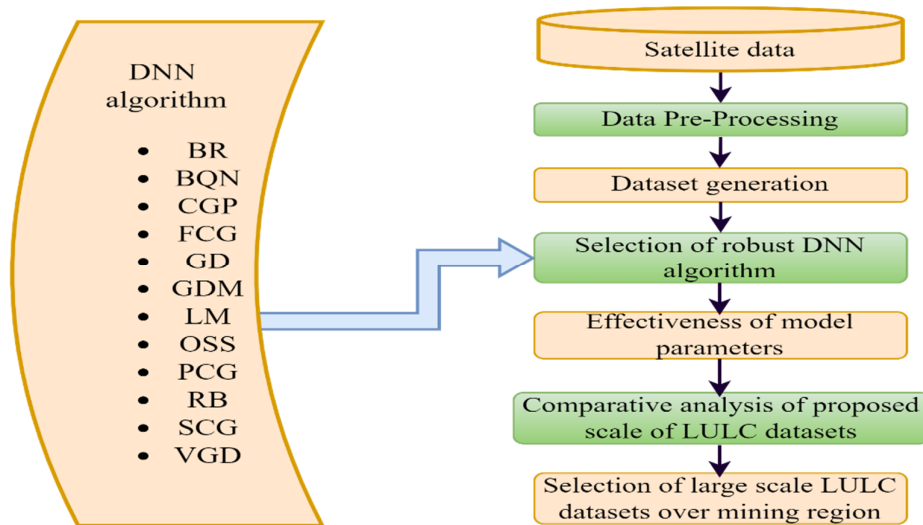 DNN
algorithm
• BR
• BQN
• CGP
• FCG
• GD
• GDM
• LM
• OSS
• PCG
• RB
• SCG
• VGD
Satellite data
Data Pre-Processing
Dataset generation
Selection of robust DNN
algorithm
Effectiveness of model
parameters
Comparative analysis of proposed
scale of LULC datasets
Selection of large scale LULC
datasets over mining region